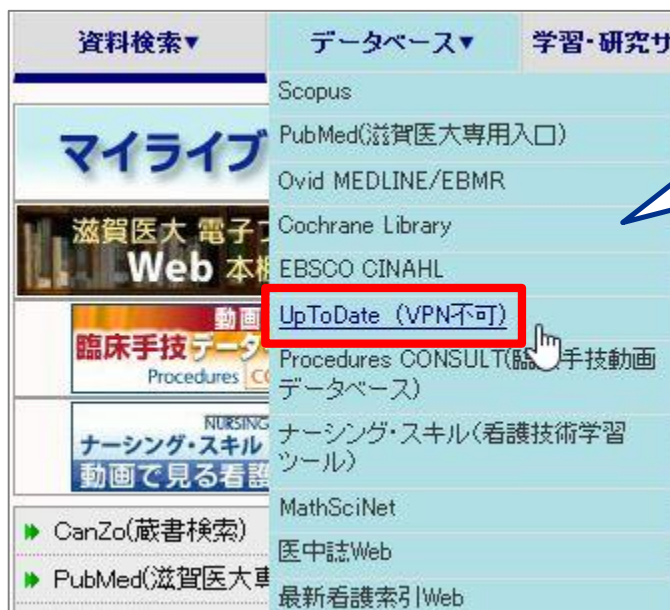 資料検索▼
データベース▼
学習・研究サ
Scopus
PubMed(滋賀医大専用入口)
Ovid MEDLINE/EBMR
Cochrane Library
EBSCO CINAHL
UpToDate (VPN不可)
Procedures CONSULT(臨床手技動画
データベース)
ナーシング・スキル(看護技術学習
ツール)
MathSciNet
医中誌Web
最新看護索引Web
マイライブ
滋賀医大 電子ブ
Web 本棚
動画
臨床手技データ
Procedures CO
NURSING
ナーシング・スキル
動画で見る看護
CanZo(蔵書検索)
PubMed(滋賀医大専